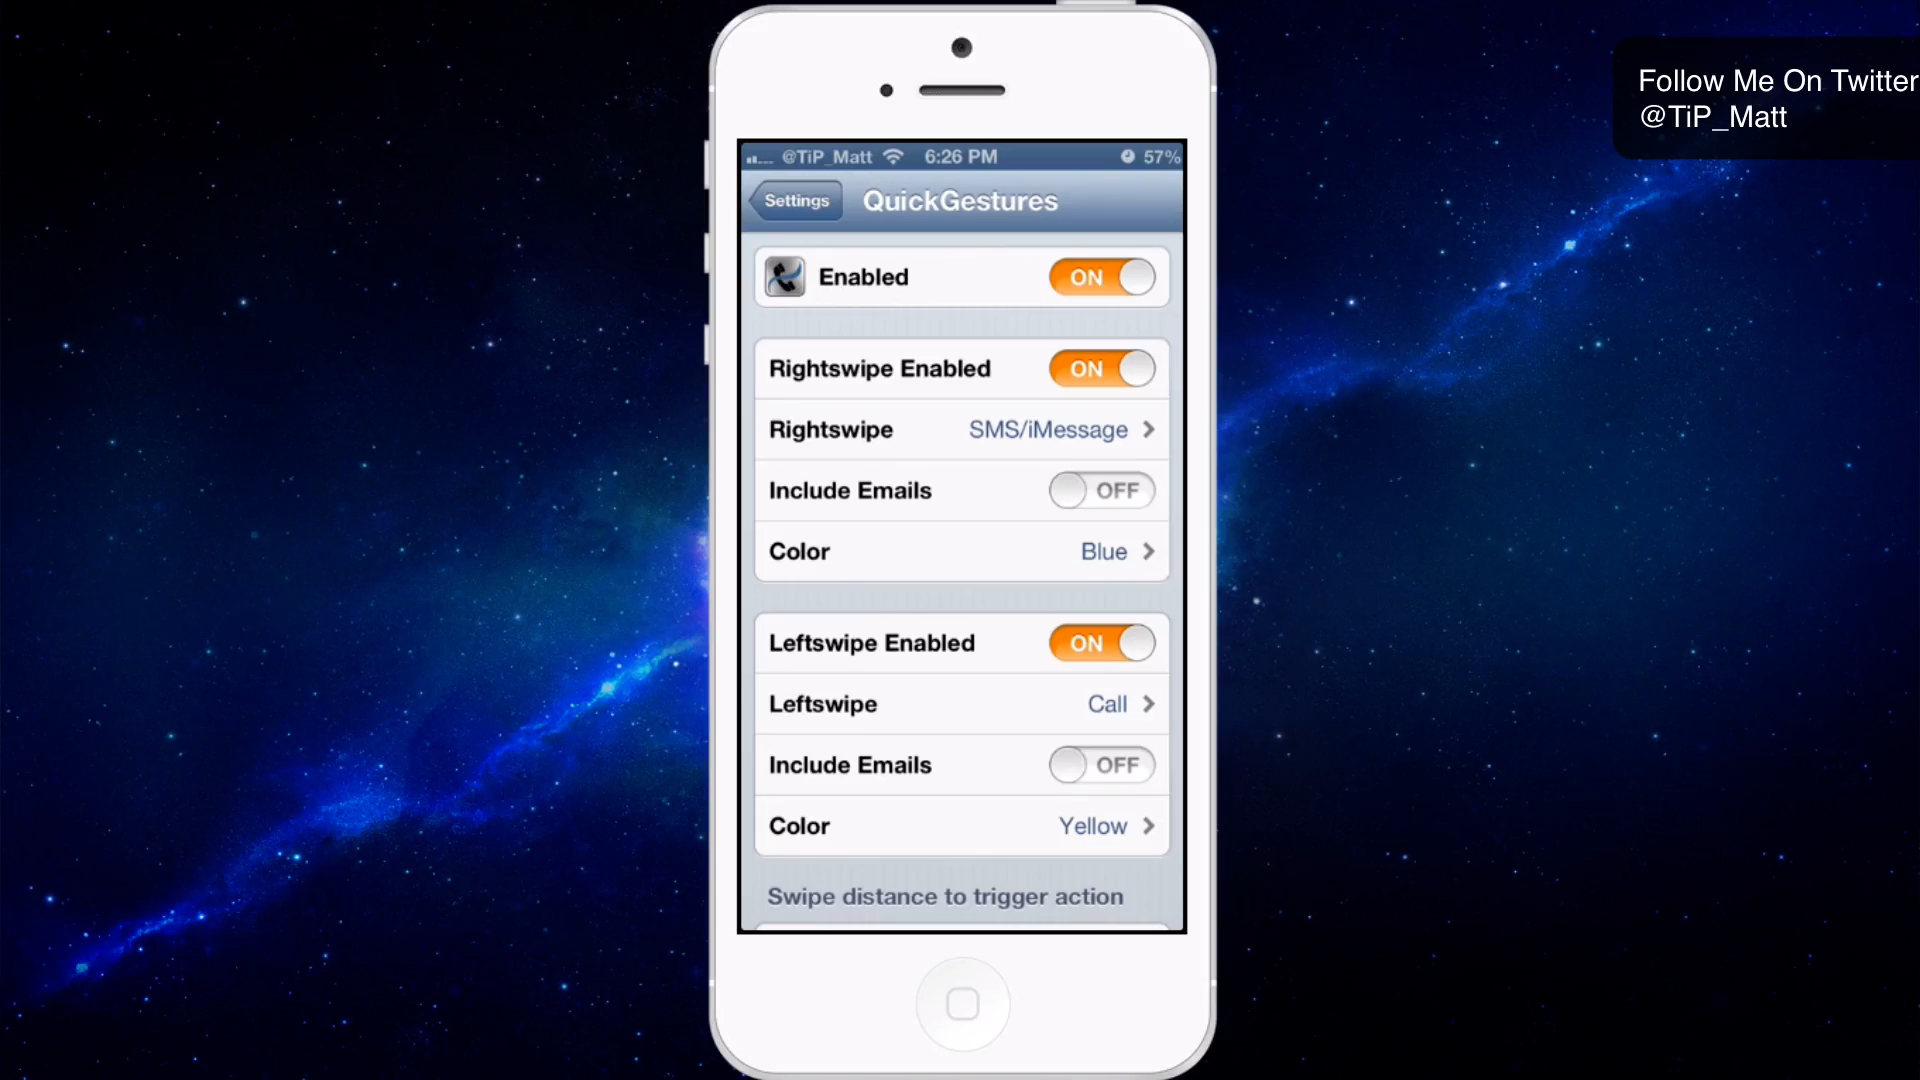 Follow Me On Twitter
@TiP_Matt
@TiP_Matt 6:26 PM 57%
Settings QuickGestures
Enabled ON
Rightswipe Enabled ON
Rightswipe SMS/iMessage
Include Emails OFF
Color Blue
Leftswipe Enabled ON
Leftswipe Call
Include Emails OFF
Color Yellow
Swipe distance to trigger action